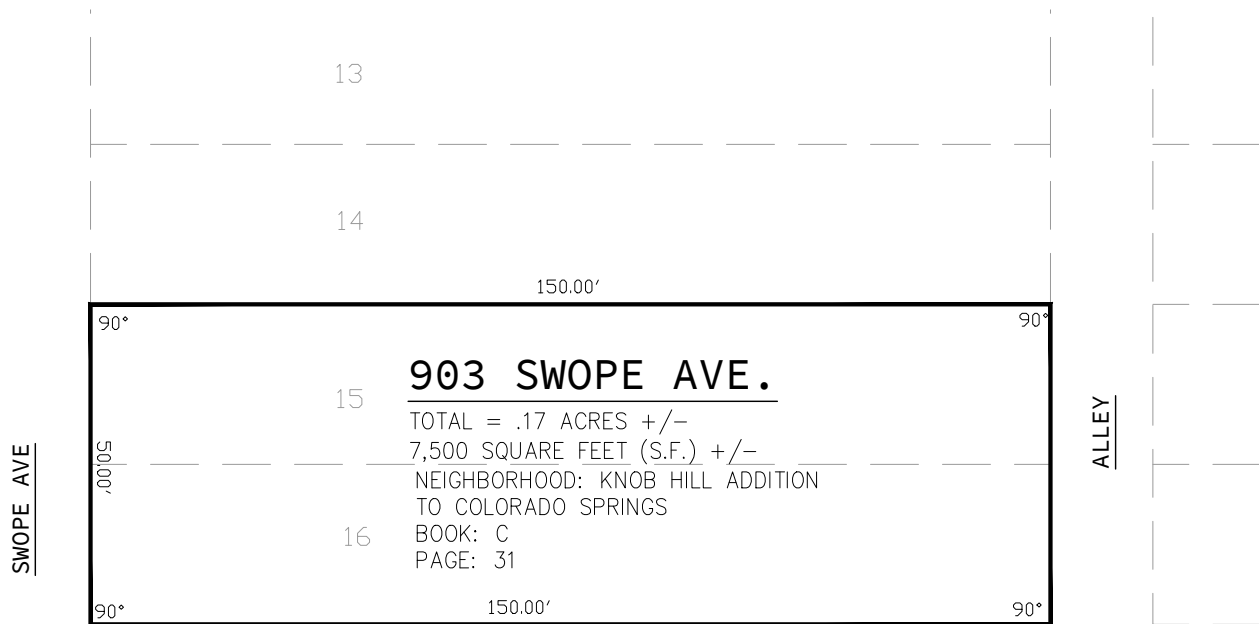 13
14
150.00'
90°
90°
903 SWOPE AVE.
15
TOTAL = .17 ACRES +/-
7,500 SQUARE FEET (S.F.) +/-
50.00'
NEIGHBORHOOD: KNOB HILL ADDITION
TO COLORADO SPRINGS
16
BOOK: C
PAGE: 31
90°
150.00'
90°
SWOPE AVE
ALLEY